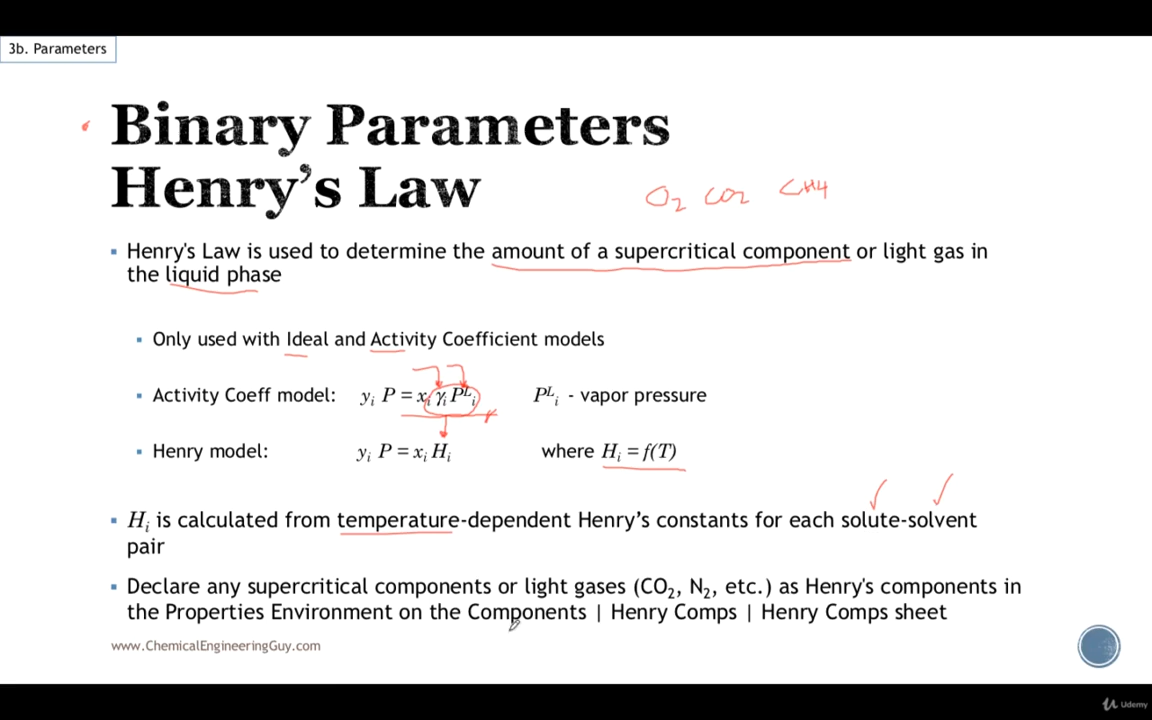 3b. Parameters
Binary Parameters
Henry's Law
O2 CO2 CH4
▪ Henry's Law is used to determine the amount of a supercritical component or light gas in
the liquid phase
▪ Only used with Ideal and Activity Coefficient models
▪ Activity Coeff model: yᵢ P = xᵢ γᵢ Pᴸᵢ Pᴸᵢ - vapor pressure
▪ Henry model: yᵢ P = xᵢ Hᵢ where Hᵢ = f(T)
▪ Hᵢ is calculated from temperature-dependent Henry's constants for each solute-solvent
pair
▪ Declare any supercritical components or light gases (CO₂, N₂, etc.) as Henry's components in
the Properties Environment on the Components | Henry Comps | Henry Comps sheet
www.ChemicalEngineeringGuy.com
Udemy